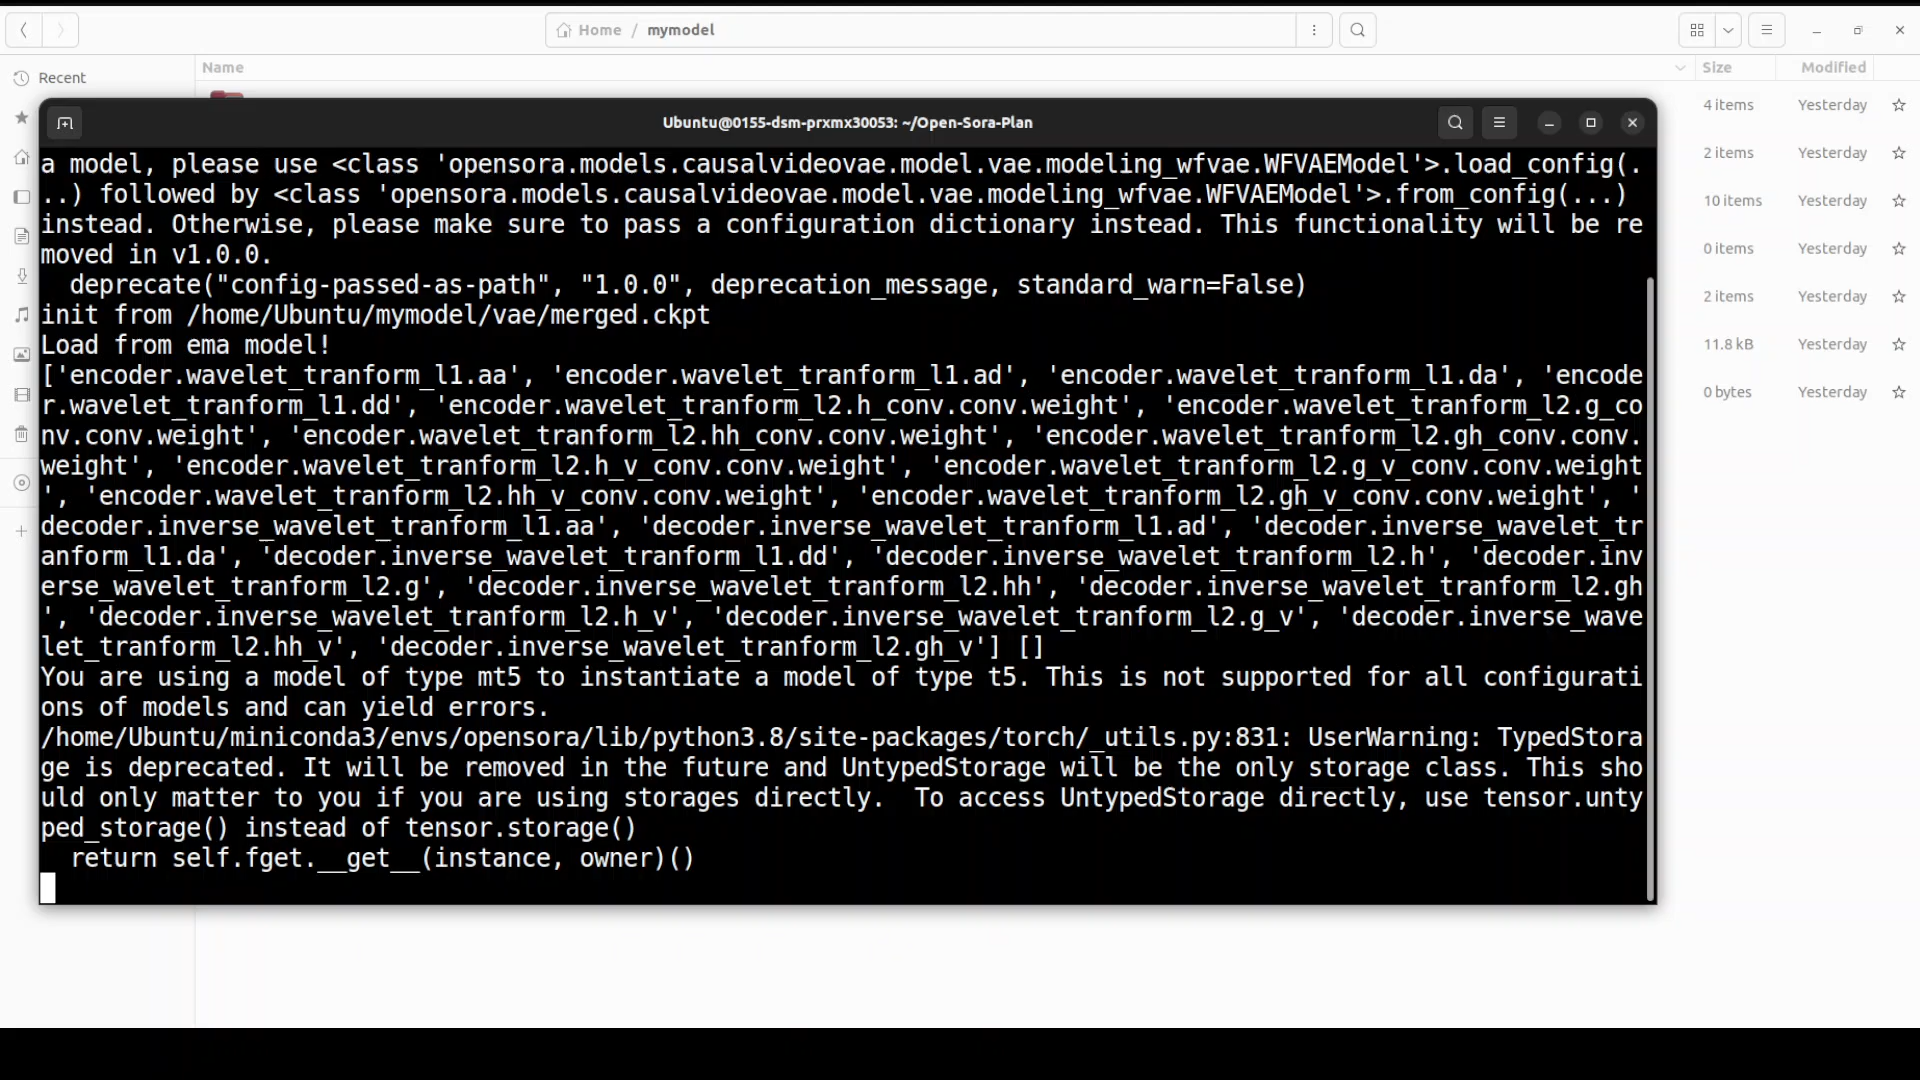 Home / mymodel
Recent
Name
Size
Modified
4 items Yesterday
2 items Yesterday
10 items Yesterday
0 items Yesterday
2 items Yesterday
11.8 kB Yesterday
0 bytes Yesterday
Ubuntu@0155-dsm-prxmx30053: ~/Open-Sora-Plan
a model, please use <class 'opensora.models.causalvideovae.model.vae.modeling_wfvae.WFVAEModel'>.load_config(.
..) followed by <class 'opensora.models.causalvideovae.model.vae.modeling_wfvae.WFVAEModel'>.from_config(...)
instead. Otherwise, please make sure to pass a configuration dictionary instead. This functionality will be re
moved in v1.0.0.
  deprecate("config-passed-as-path", "1.0.0", deprecation_message, standard_warn=False)
init from /home/Ubuntu/mymodel/vae/merged.ckpt
Load from ema model!
['encoder.wavelet_tranform_l1.aa', 'encoder.wavelet_tranform_l1.ad', 'encoder.wavelet_tranform_l1.da', 'encode
r.wavelet_tranform_l1.dd', 'encoder.wavelet_tranform_l2.h_conv.conv.weight', 'encoder.wavelet_tranform_l2.g_co
nv.conv.weight', 'encoder.wavelet_tranform_l2.hh_conv.conv.weight', 'encoder.wavelet_tranform_l2.gh_conv.conv.
weight', 'encoder.wavelet_tranform_l2.h_v_conv.conv.weight', 'encoder.wavelet_tranform_l2.g_v_conv.conv.weight
', 'encoder.wavelet_tranform_l2.hh_v_conv.conv.weight', 'encoder.wavelet_tranform_l2.gh_v_conv.conv.weight', '
decoder.inverse_wavelet_tranform_l1.aa', 'decoder.inverse_wavelet_tranform_l1.ad', 'decoder.inverse_wavelet_tr
anform_l1.da', 'decoder.inverse_wavelet_tranform_l1.dd', 'decoder.inverse_wavelet_tranform_l2.h', 'decoder.inv
erse_wavelet_tranform_l2.g', 'decoder.inverse_wavelet_tranform_l2.hh', 'decoder.inverse_wavelet_tranform_l2.gh
', 'decoder.inverse_wavelet_tranform_l2.h_v', 'decoder.inverse_wavelet_tranform_l2.g_v', 'decoder.inverse_wave
let_tranform_l2.hh_v', 'decoder.inverse_wavelet_tranform_l2.gh_v'] []
You are using a model of type mt5 to instantiate a model of type t5. This is not supported for all configurati
ons of models and can yield errors.
/home/Ubuntu/miniconda3/envs/opensora/lib/python3.8/site-packages/torch/_utils.py:831: UserWarning: TypedStora
ge is deprecated. It will be removed in the future and UntypedStorage will be the only storage class. This sho
uld only matter to you if you are using storages directly.  To access UntypedStorage directly, use tensor.unty
ped_storage() instead of tensor.storage()
  return self.fget.__get__(instance, owner)()